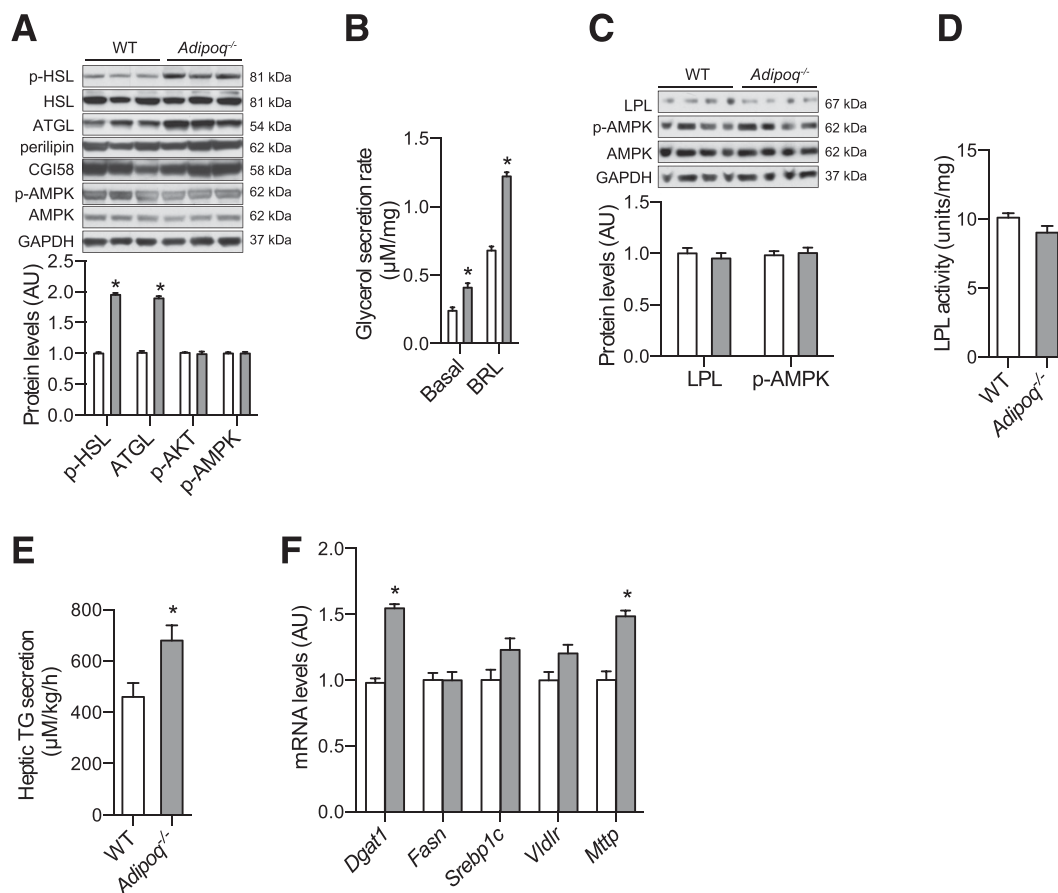 A
WT
Adipoq-/-
p-HSL
81 kDa
HSL
81 kDa
ATGL
54 kDa
perilipin
62 kDa
CGI58
58 kDa
p-AMPK
62 kDa
AMPK
62 kDa
GAPDH
37 kDa
Protein levels (AU)
2.5
2.0
1.5
1.0
0.5
0.0
*
*
p-HSL
ATGL
p-AKT
p-AMPK
B
Glycerol secretion rate
(µM/mg)
1.5
1.0
0.5
0.0
*
*
Basal
BRL
C
WT
Adipoq-/-
LPL
67 kDa
p-AMPK
62 kDa
AMPK
62 kDa
GAPDH
37 kDa
Protein levels (AU)
1.5
1.0
0.5
0.0
LPL
p-AMPK
D
LPL activity (units/mg)
15
10
5
0
WT
Adipoq-/-
E
Heptic TG secretion
(µM/kg/h)
800
600
400
200
0
*
WT
Adipoq-/-
F
mRNA levels (AU)
2.0
1.5
1.0
0.5
0.0
*
*
Dgat1
Fasn
Srebp1c
Vldlr
Mttp